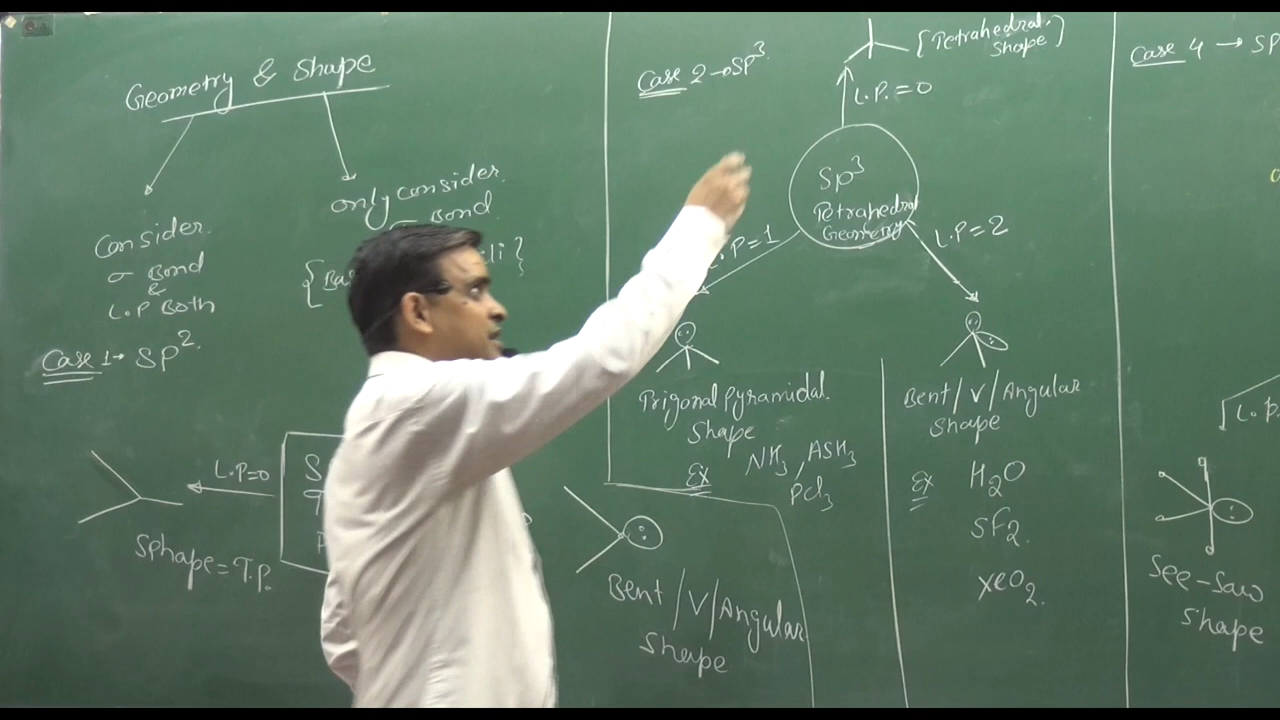 Geometry & Shape
Consider
σ Bond
&
L.P Both
only consider
σ Bond
Case 1→ SP².
L.P=0
Sphape = T.P.
Bent/V/Angular
Shape
Case 2 → SP³.
[Tetrahedral
Shape]
L.P.=0
Sp³
Tetrahedral
Geometry
L.P=1
L.P=2
Trigonal pyramidal
Shape
Ex NH₃, ASH₃
PCl₃
Bent/V/Angular
Shape
Ex H₂O
SF₂.
XeO₂.
Case 4 → SP
L.P.
See-Saw
Shape